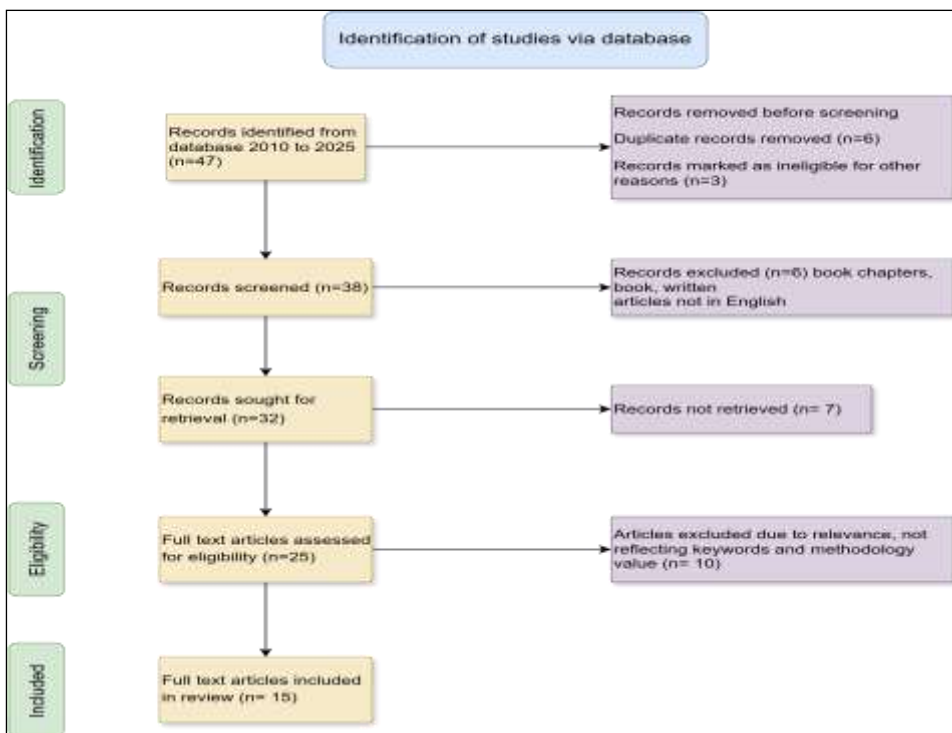 Identification of studies via database
Identification
Records identified from
database 2010 to 2025
(n=47)
Records removed before screening
Duplicate records removed (n=6)
Records marked as ineligible for other
reasons (n=3)
Screening
Records screened (n=38)
Records excluded (n=6) book chapters,
book, written
articles not in English
Records sought for
retrieval (n=32)
Records not retrieved (n= 7)
Eligibility
Full text articles assessed
for eligibility (n=25)
Articles excluded due to relevance, not
reflecting keywords and methodology
value (n= 10)
Included
Full text articles included
in review (n= 15)